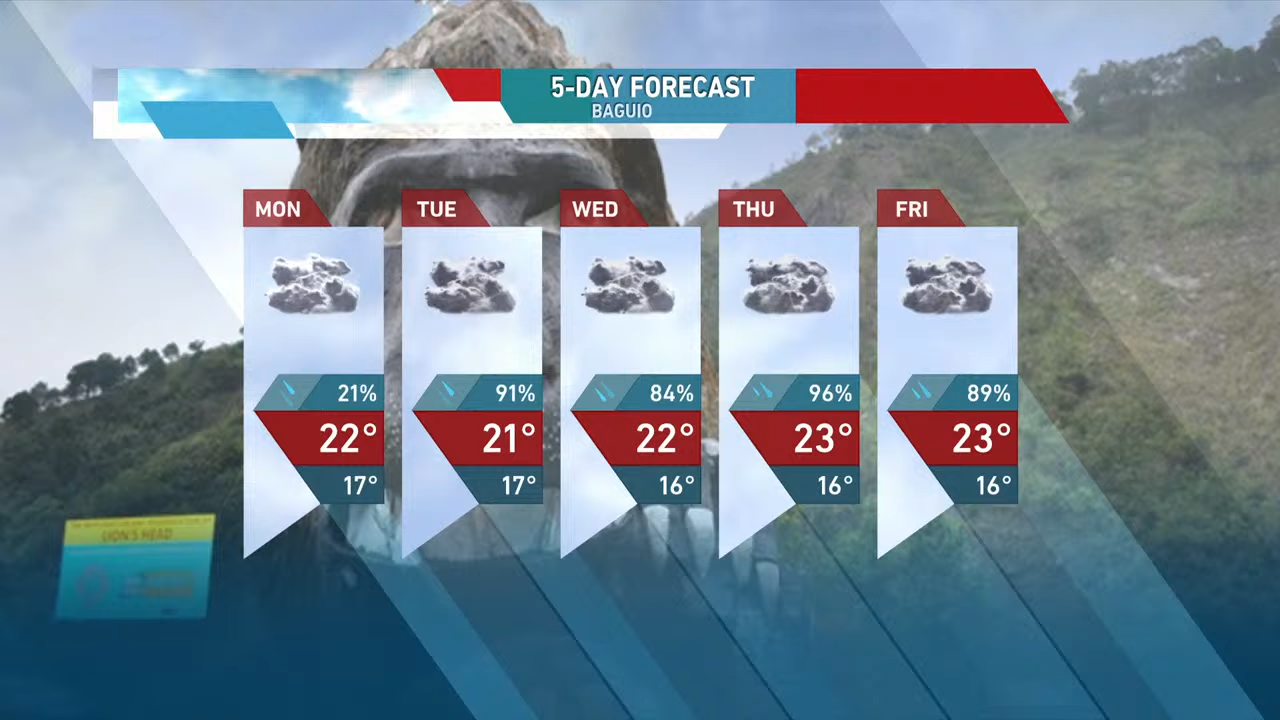 5-DAY FORECAST
BAGUIO
MON
TUE
WED
THU
FRI
21%
91%
84%
96%
89%
22°
21°
22°
23°
23°
17°
17°
16°
16°
16°
LION'S HEAD